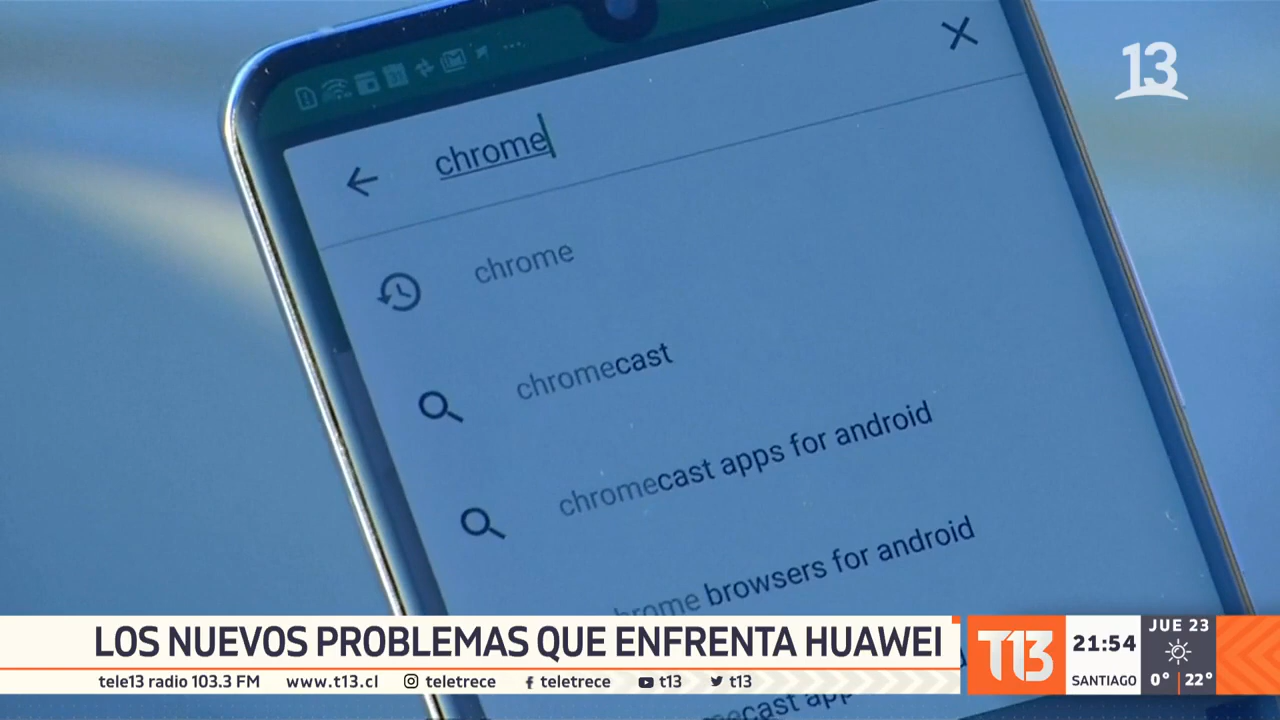 13
chrome
chrome
chromecast
chromecast apps for android
chrome browsers for android
LOS NUEVOS PROBLEMAS QUE ENFRENTA HUAWEI
tele13 radio 103.3 FM www.t13.cl teletrece teletrece t13 t13
T13
21:54
SANTIAGO
JUE 23
0° 22°